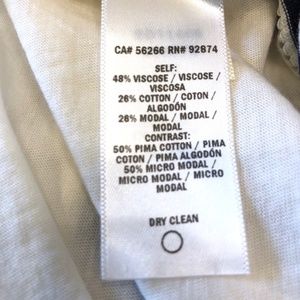 CA# 56266 RN# 92874
SELF:
48% VISCOSE / VISCOSE /
VISCOSA
26% COTTON / COTON /
ALGODÓN
26% MODAL / MODAL /
MODAL
CONTRAST:
50% PIMA COTTON / PIMA
COTON / PIMA ALGODÓN
50% MICRO MODAL /
MICRO MODAL / MICRO
MODAL
DRY CLEAN